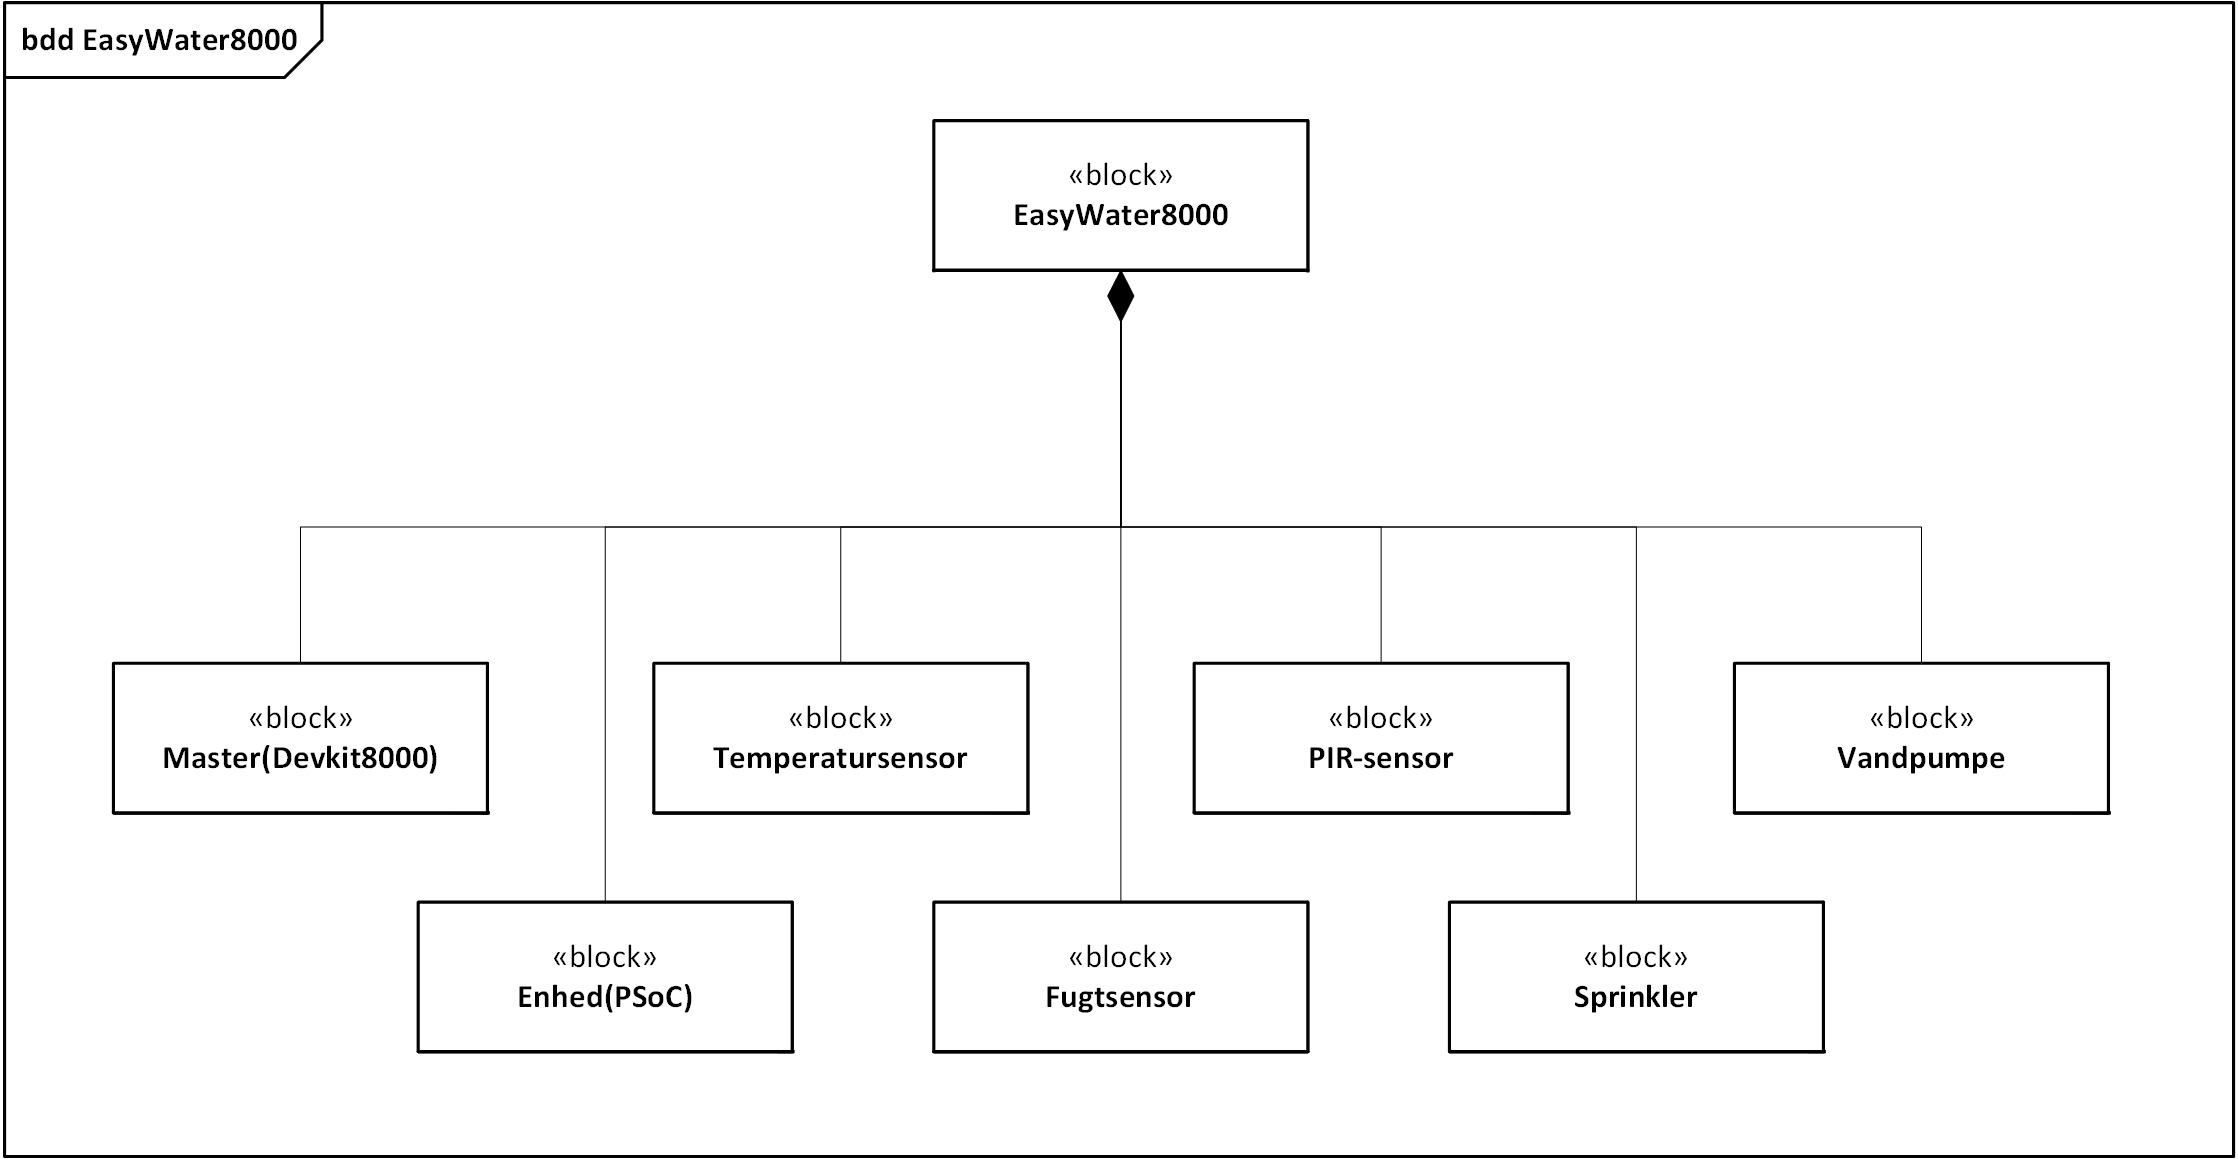 bdd EasyWater8000
«block»
EasyWater8000
«block»
Master(Devkit8000)
«block»
Temperatursensor
«block»
PIR-sensor
«block»
Vandpumpe
«block»
Enhed(PSoC)
«block»
Fugtsensor
«block»
Sprinkler